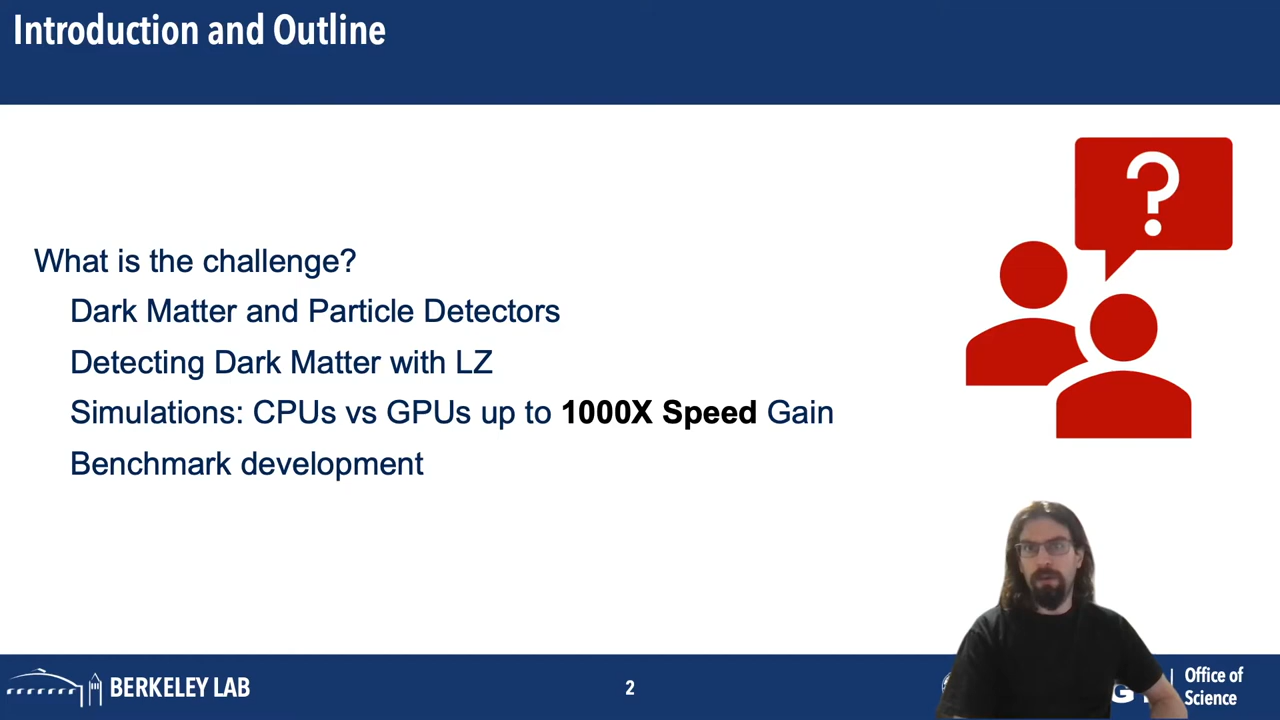 Introduction and Outline
?
What is the challenge?
Dark Matter and Particle Detectors
Detecting Dark Matter with LZ
Simulations: CPUs vs GPUs up to 1000X Speed Gain
Benchmark development
BERKELEY LAB
2
Office of
Science